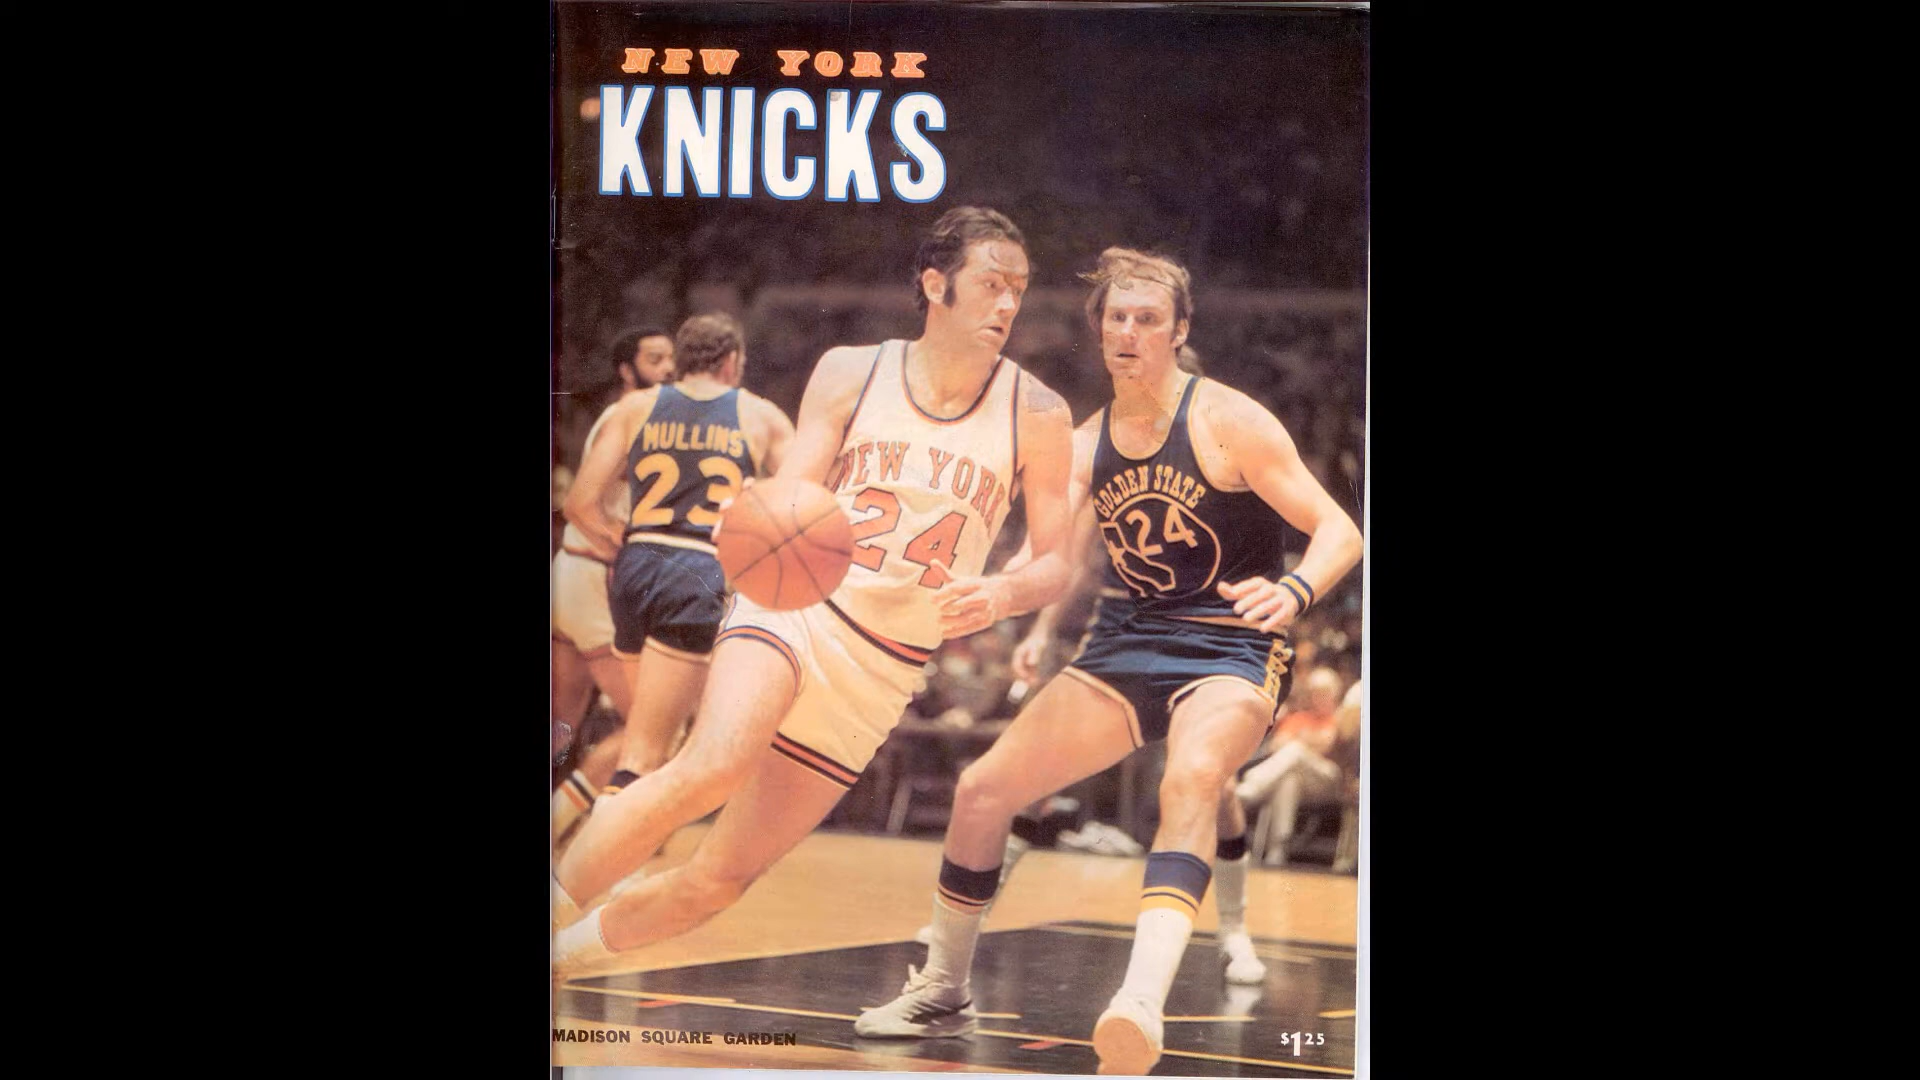 NEW YORK
KNICKS
MULLINS
23
NEW YORK
24
GOLDEN STATE
24
MADISON SQUARE GARDEN
$1.25